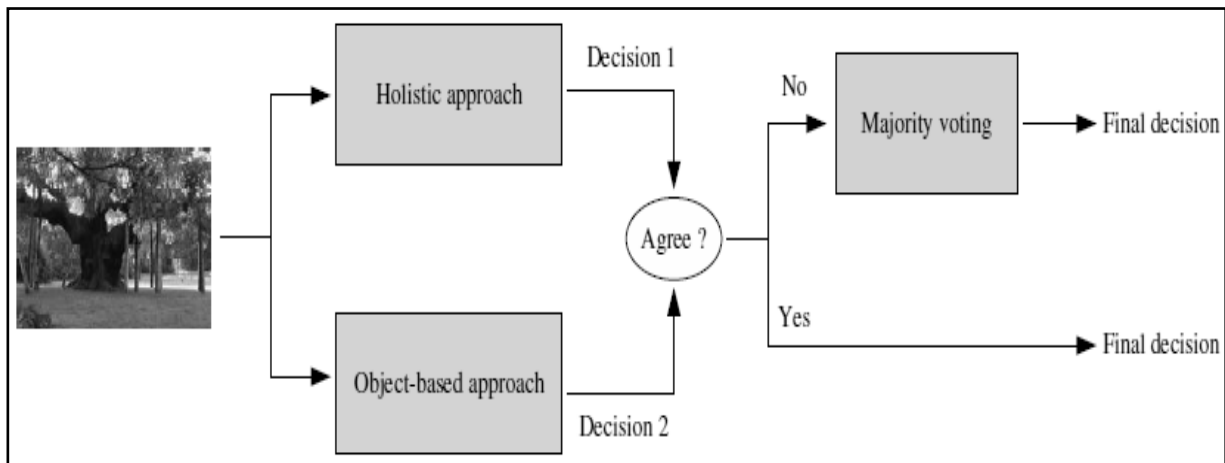 Holistic approach
Decision 1
No
Majority voting
Final decision
Agree ?
Yes
Final decision
Object-based approach
Decision 2